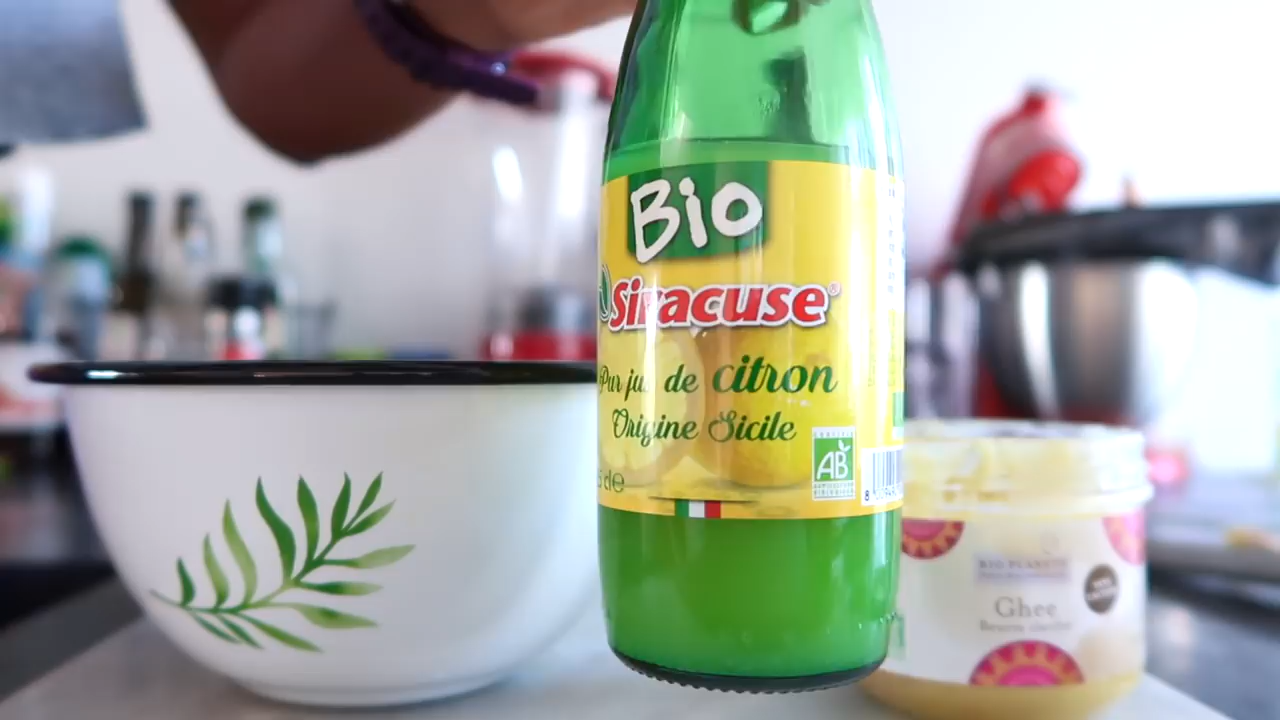 Bio
Siracuse®
Pur jus de citron
Origine Sicile
AB
Ghee